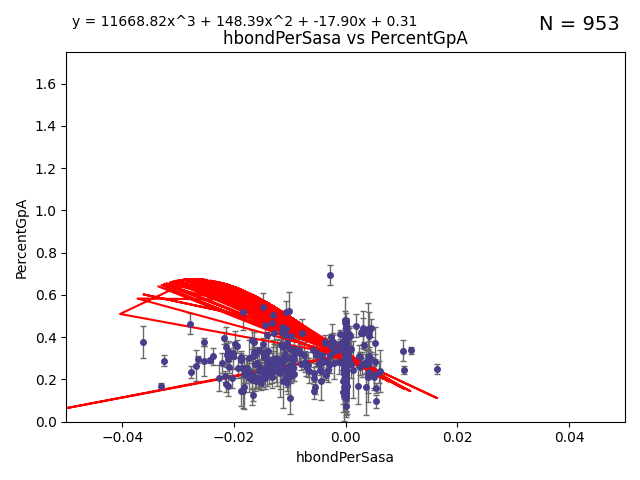 y = 11668.82x^3 + 148.39x^2 + -17.90x + 0.31
N = 953
hbondPerSasa vs PercentGpA
1.6
1.4
1.2
1.0
0.8
0.6
0.4
0.2
0.0
PercentGpA
−0.04
−0.02
0.00
0.02
0.04
hbondPerSasa